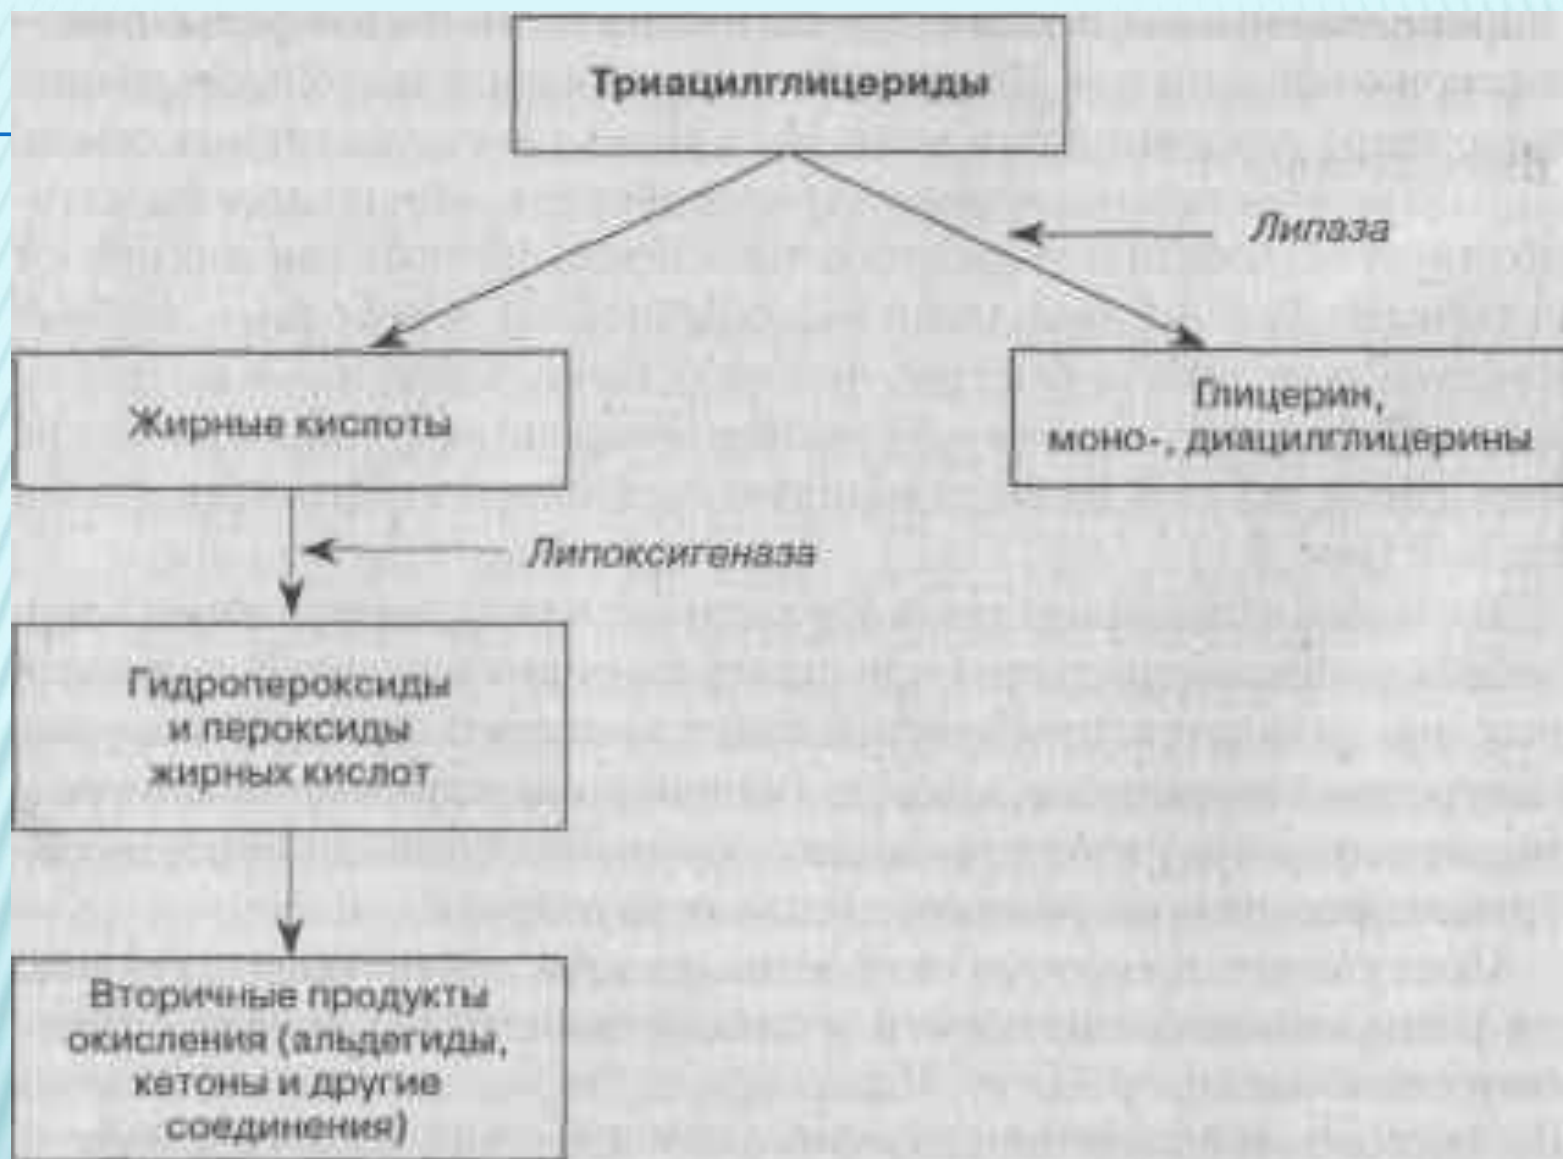 Триацилглицериды
Липаза
Жирные кислоты
Глицерин,
моно-, диацилглицерины
Липоксигеназа
Гидропероксиды
и пероксиды
жирных кислот
Вторичные продукты
окисления (альдегиды,
кетоны и другие
соединения)